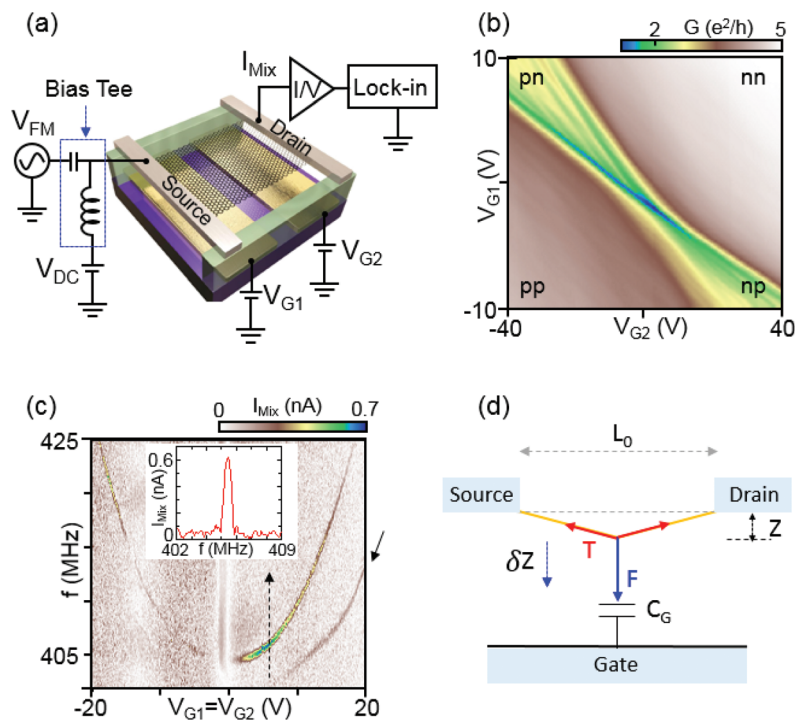 (a)
I_Mix
I/V
Lock-in
Bias Tee
V_FM
Drain
Source
V_DC
V_G2
V_G1
(b)
G (e²/h)
2
5
10
pn
nn
V_G1 (V)
pp
np
-10
-40
V_G2 (V)
40
(c)
I_Mix (nA)
0
0.7
425
0.6
I_Mix (nA)
0
402
f (MHz)
409
f (MHz)
405
-20
V_G1=V_G2 (V)
20
(d)
L_0
Source
Drain
Z
T
F
δZ
C_G
Gate